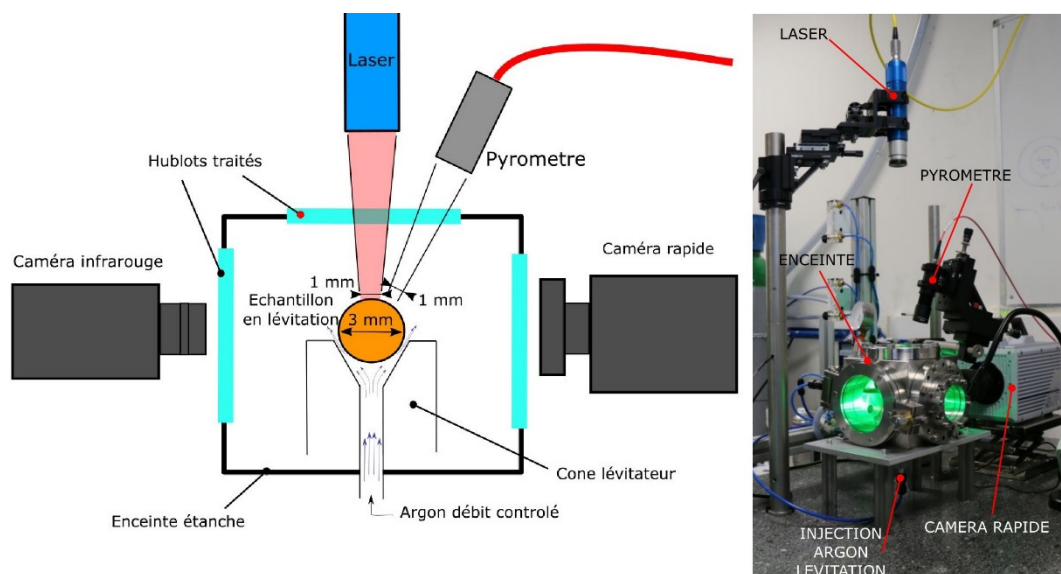 Laser
Pyrometre
Hublots traités
Caméra infrarouge
Caméra rapide
1 mm
1 mm
Echantillon
en lévitation
3 mm
Cone lévitateur
Enceinte étanche
Argon débit controlé
LASER
PYROMETRE
ENCEINTE
CAMERA RAPIDE
INJECTION
ARGON
LEVITATION